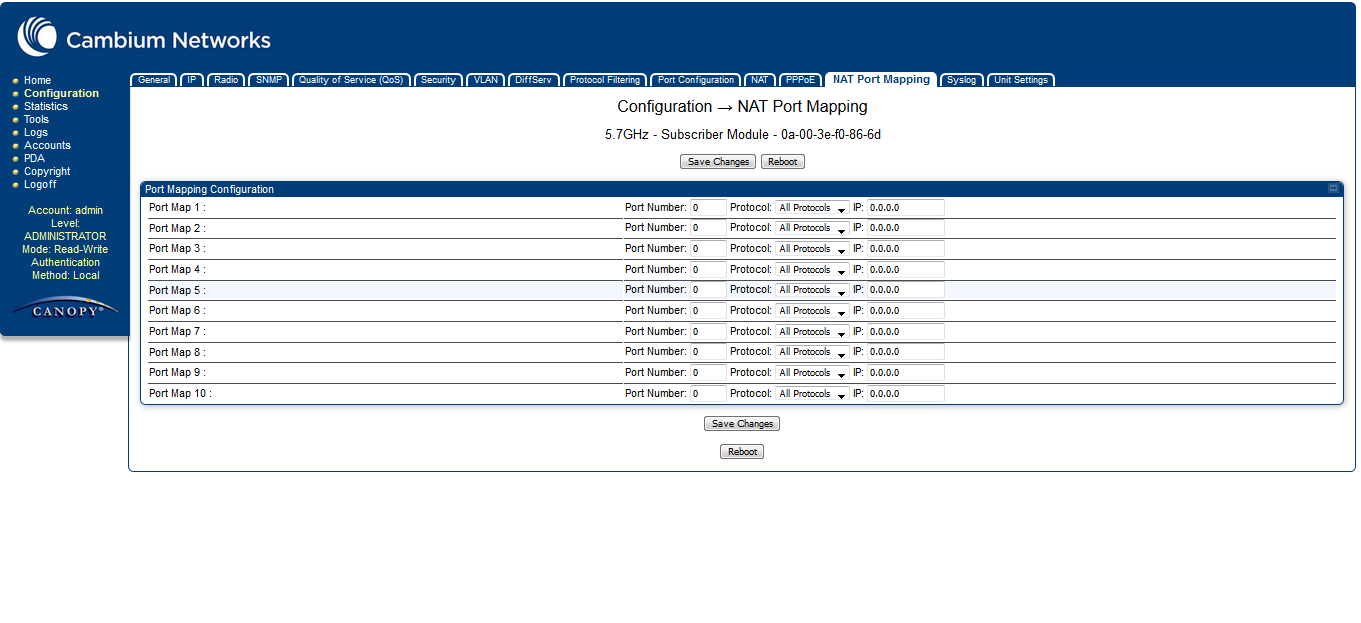 Cambium Networks
Home
Configuration
Statistics
Tools
Logs
Accounts
PDA
Copyright
Logoff
Account: admin
Level:
ADMINISTRATOR
Mode: Read-Write
Authentication
Method: Local
CANOPY
General IP Radio SNMP Quality of Service (QoS) Security VLAN DiffServ Protocol Filtering Port Configuration NAT PPPoE NAT Port Mapping Syslog Unit Settings
Configuration → NAT Port Mapping
5.7GHz - Subscriber Module - 0a-00-3e-f0-86-6d
Save Changes Reboot
Port Mapping Configuration
Port Map 1 : Port Number: 0 Protocol: All Protocols IP: 0.0.0.0
Port Map 2 : Port Number: 0 Protocol: All Protocols IP: 0.0.0.0
Port Map 3 : Port Number: 0 Protocol: All Protocols IP: 0.0.0.0
Port Map 4 : Port Number: 0 Protocol: All Protocols IP: 0.0.0.0
Port Map 5 : Port Number: 0 Protocol: All Protocols IP: 0.0.0.0
Port Map 6 : Port Number: 0 Protocol: All Protocols IP: 0.0.0.0
Port Map 7 : Port Number: 0 Protocol: All Protocols IP: 0.0.0.0
Port Map 8 : Port Number: 0 Protocol: All Protocols IP: 0.0.0.0
Port Map 9 : Port Number: 0 Protocol: All Protocols IP: 0.0.0.0
Port Map 10 : Port Number: 0 Protocol: All Protocols IP: 0.0.0.0
Save Changes
Reboot